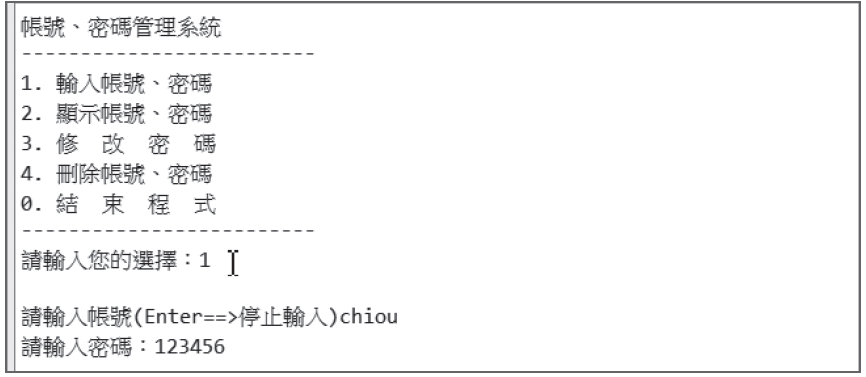 帳號、密碼管理系統
-------------------------
1. 輸入帳號、密碼
2. 顯示帳號、密碼
3. 修 改 密 碼
4. 刪除帳號、密碼
0. 結 束 程 式
-------------------------
請輸入您的選擇：1

請輸入帳號(Enter==>停止輸入)chiou
請輸入密碼：123456